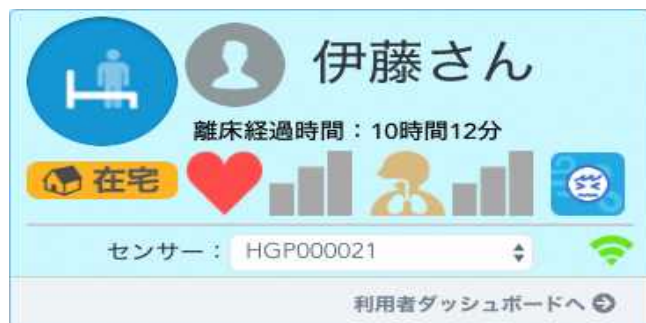 伊藤さん
離床経過時間：10時間12分
在宅
センサー： HGP000021
利用者ダッシュボードへ